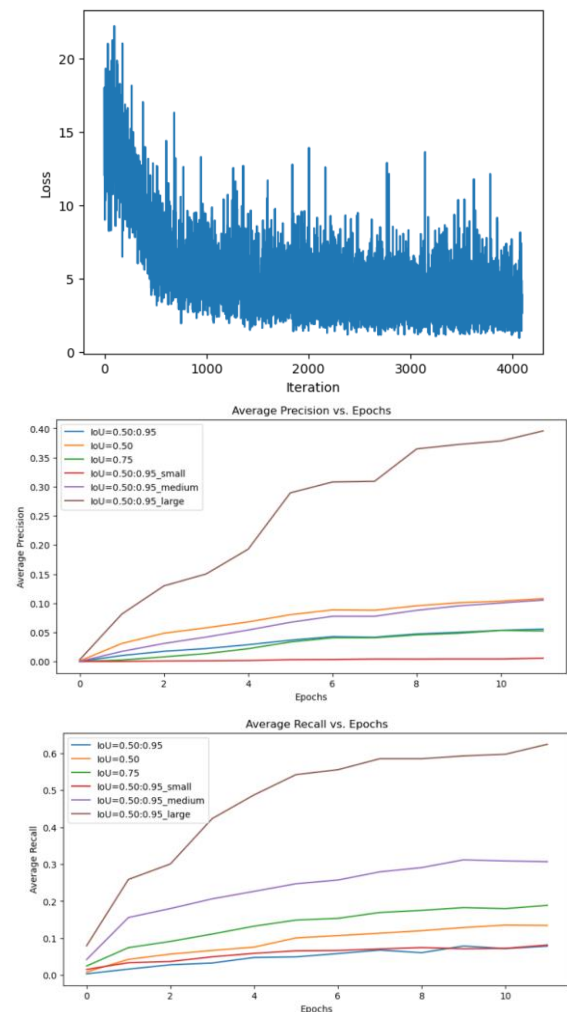 20
15
Loss
10
5
0
0 1000 2000 3000 4000
Iteration
Average Precision vs. Epochs
0.40
IoU=0.50:0.95
IoU=0.50
0.35
IoU=0.75
IoU=0.50:0.95_small
0.30
IoU=0.50:0.95_medium
IoU=0.50:0.95_large
0.25
Average Precision
0.20
0.15
0.10
0.05
0.00
0 2 4 6 8 10
Epochs
Average Recall vs. Epochs
IoU=0.50:0.95
0.6
IoU=0.50
IoU=0.75
IoU=0.50:0.95_small
0.5
IoU=0.50:0.95_medium
IoU=0.50:0.95_large
0.4
Average Recall
0.3
0.2
0.1
0.0
0 2 4 6 8 10
Epochs